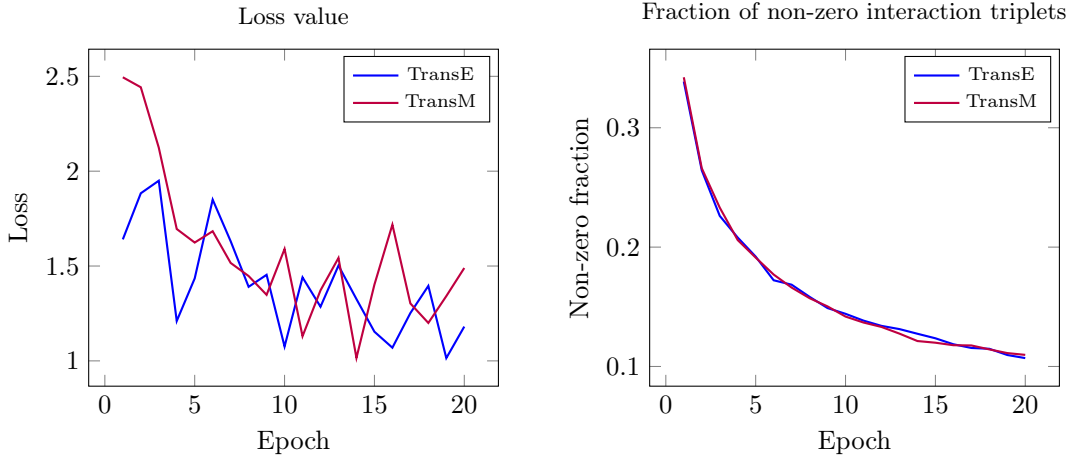 Loss value
TransE
TransM
2.5
2
1.5
1
Loss
0 5 10 15 20
Epoch
Fraction of non-zero interaction triplets
TransE
TransM
0.3
0.2
0.1
Non-zero fraction
0 5 10 15 20
Epoch